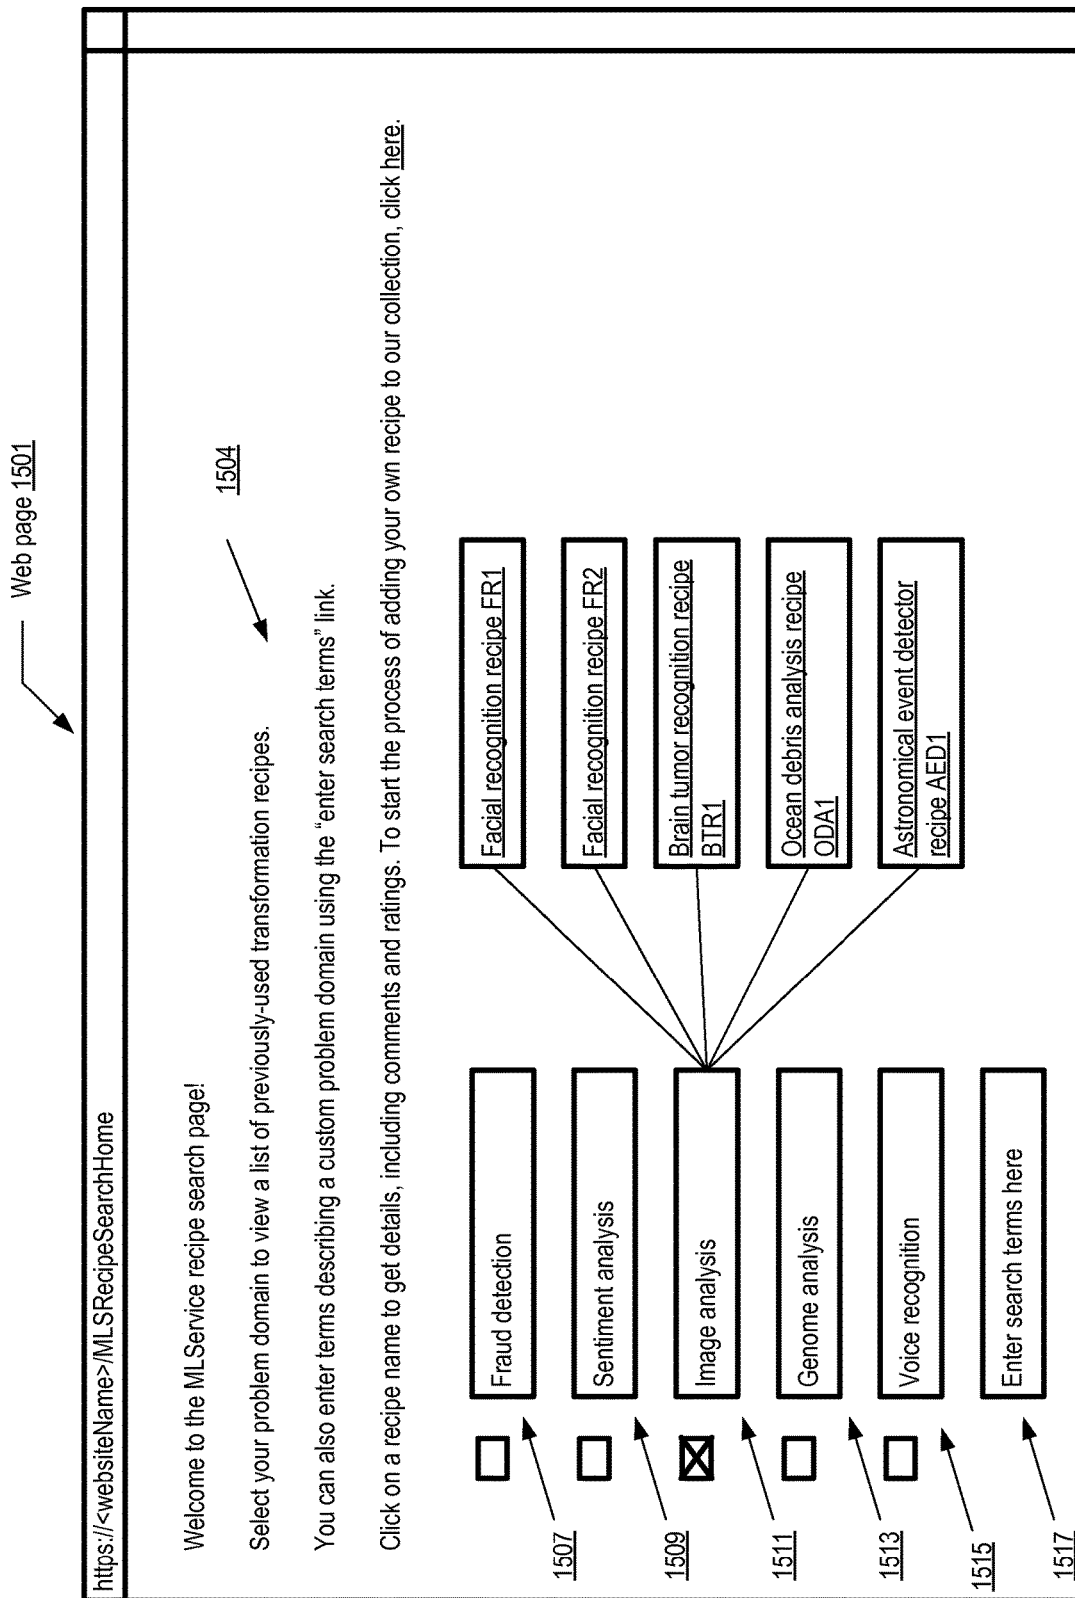 Web page 1501
https://<websiteName>/MLSRecipeSearchHome
Welcome to the MLService recipe search page!
1504
Select your problem domain to view a list of previously-used transformation recipes.
You can also enter terms describing a custom problem domain using the “enter search terms” link.
Click on a recipe name to get details, including comments and ratings. To start the process of adding your own recipe to our collection, click here.
1507
Fraud detection
Facial recognition recipe FR1
1509
Sentiment analysis
Facial recognition recipe FR2
1511
Image analysis
Brain tumor recognition recipe
BTR1
1513
Genome analysis
Ocean debris analysis recipe
ODA1
1515
Voice recognition
Astronomical event detector
recipe AED1
1517
Enter search terms here